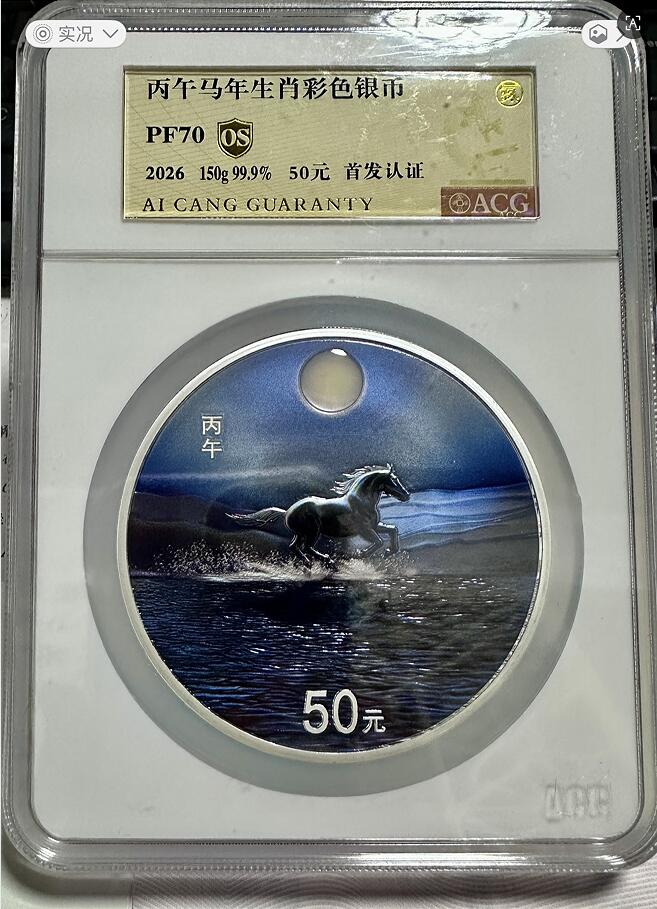 实况
丙午马年生肖彩色银币
PF70 OS
2026 150g 99.9% 50元 首发认证
AI CANG GUARANTY
ACG
丙午
50元
ACG